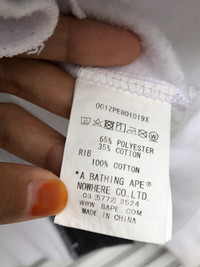 001ZPE801019X
65% POLYESTER
35% COTTON
RIB
100% COTTON
*A BATHING APE®
NOWHERE CO.LTD.
03 (5772) 2524
WWW. BAPE. COM
MADE IN CHINA